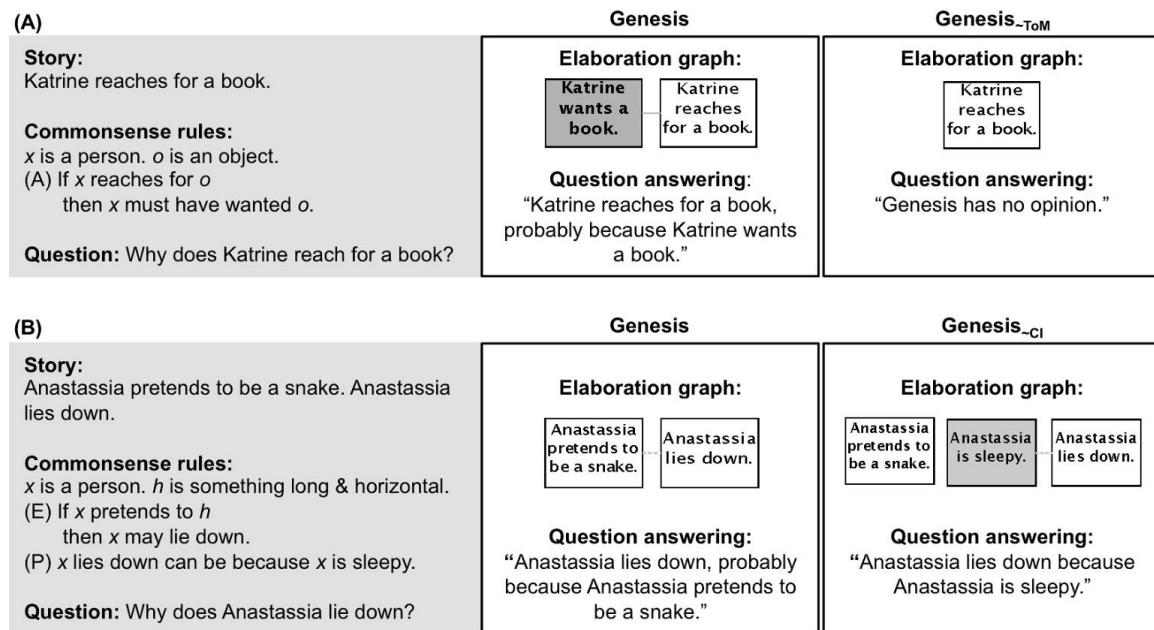 (A)
Genesis
Genesis~ToM
Story:
Katrine reaches for a book.
Commonsense rules:
x is a person. o is an object.
(A) If x reaches for o
then x must have wanted o.
Question: Why does Katrine reach for a book?
Elaboration graph:
Katrine
wants a
book.
Katrine
reaches
for a book.
Question answering:
“Katrine reaches for a book,
probably because Katrine wants
a book.”
Elaboration graph:
Katrine
reaches
for a book.
Question answering:
“Genesis has no opinion.”
(B)
Genesis
Genesis~CI
Story:
Anastassia pretends to be a snake. Anastassia
lies down.
Commonsense rules:
x is a person. h is something long & horizontal.
(E) If x pretends to h
then x may lie down.
(P) x lies down can be because x is sleepy.
Question: Why does Anastassia lie down?
Elaboration graph:
Anastassia
pretends to
be a snake.
Anastassia
lies down.
Question answering:
“Anastassia lies down, probably
because Anastassia pretends to
be a snake.”
Elaboration graph:
Anastassia
pretends to
be a snake.
Anastassia
is sleepy.
Anastassia
lies down.
Question answering:
“Anastassia lies down because
Anastassia is sleepy.”